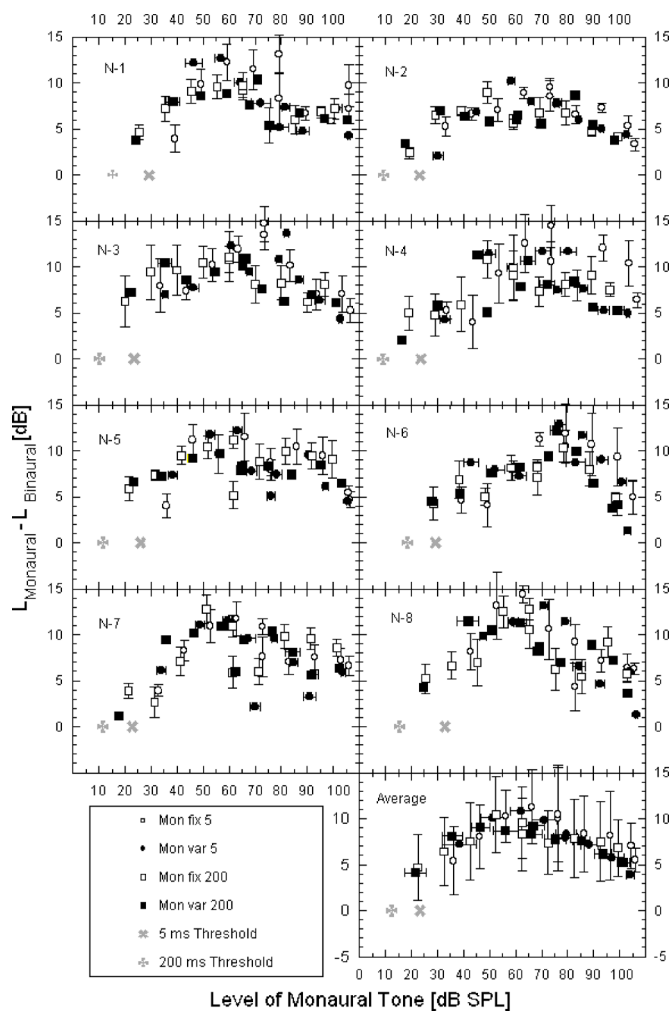 0 10 20 30 40 50 60 70 80 90 100 0 10 20 30 40 50 60 70 80 90 100
15 15
N-1 N-2
10 10
5 5
0 0
15 15
N-3 N-4
10 10
5 5
0 0
15 15
N-5 N-6
10 10
5 5
0 0
15 15
N-7 N-8
10 10
5 5
0 0
10 20 30 40 50 60 70 80 90 100
Average
10
5
0
-5
0 10 20 30 40 50 60 70 80 90 100
L Monaural - L Binaural [dB]
Mon fix 5
Mon var 5
Mon fix 200
Mon var 200
5 ms Threshold
200 ms Threshold
Level of Monaural Tone [dB SPL]